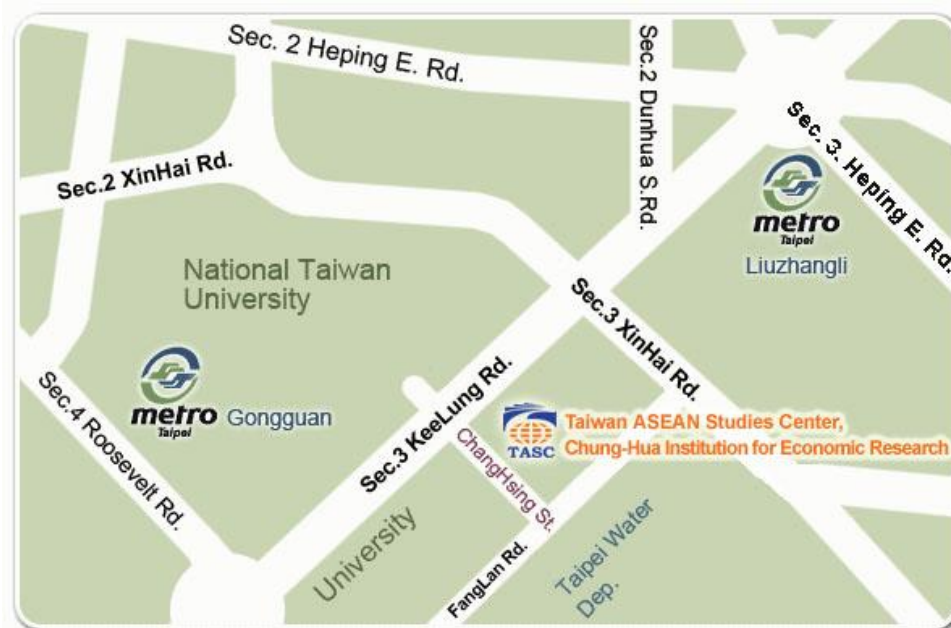 Sec. 2 Heping E. Rd.
Sec.2 Dunhua S.Rd.
Sec. 3. Heping E. Rd.
Sec.2 XinHai Rd.
metro
Taipei
Liuzhangli
National Taiwan
University
Sec.3 XinHai Rd.
metro
Taipei
Gongguan
Sec.4 Roosevelt Rd.
Sec.3 KeeLung Rd.
ChangHsing St.
TASC
Taiwan ASEAN Studies Center,
Chung-Hua Institution for Economic Research
University
FangLan Rd.
Taipei Water
Dep.